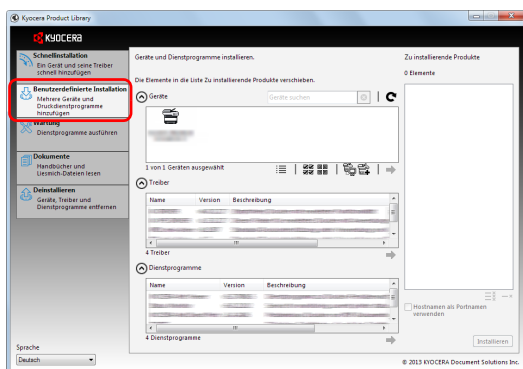 Kyocera Product Library
KYOCERA
Schnellinstallation
Ein Gerät und seine Treiber
schnell hinzufügen
Benutzerdefinierte Installation
Mehrere Geräte und
Druckdienstprogramme
hinzufügen
Wartung
Dienstprogramme ausführen
Dokumente
Handbücher und
Liesmich-Dateien lesen
Deinstallieren
Geräte, Treiber und
Dienstprogramme entfernen
Sprache
Deutsch
Geräte und Dienstprogramme installieren.
Die Elemente in die Liste Zu installierende Produkte verschieben.
Geräte
Geräte suchen
1 von 1 Geräten ausgewählt
Treiber
Name Version Beschreibung
4 Treiber
Dienstprogramme
Name Version Beschreibung
4 Dienstprogramme
Zu installierende Produkte
0 Elemente
Hostnamen als Portnamen
verwenden
Installieren
© 2013 KYOCERA Document Solutions Inc.